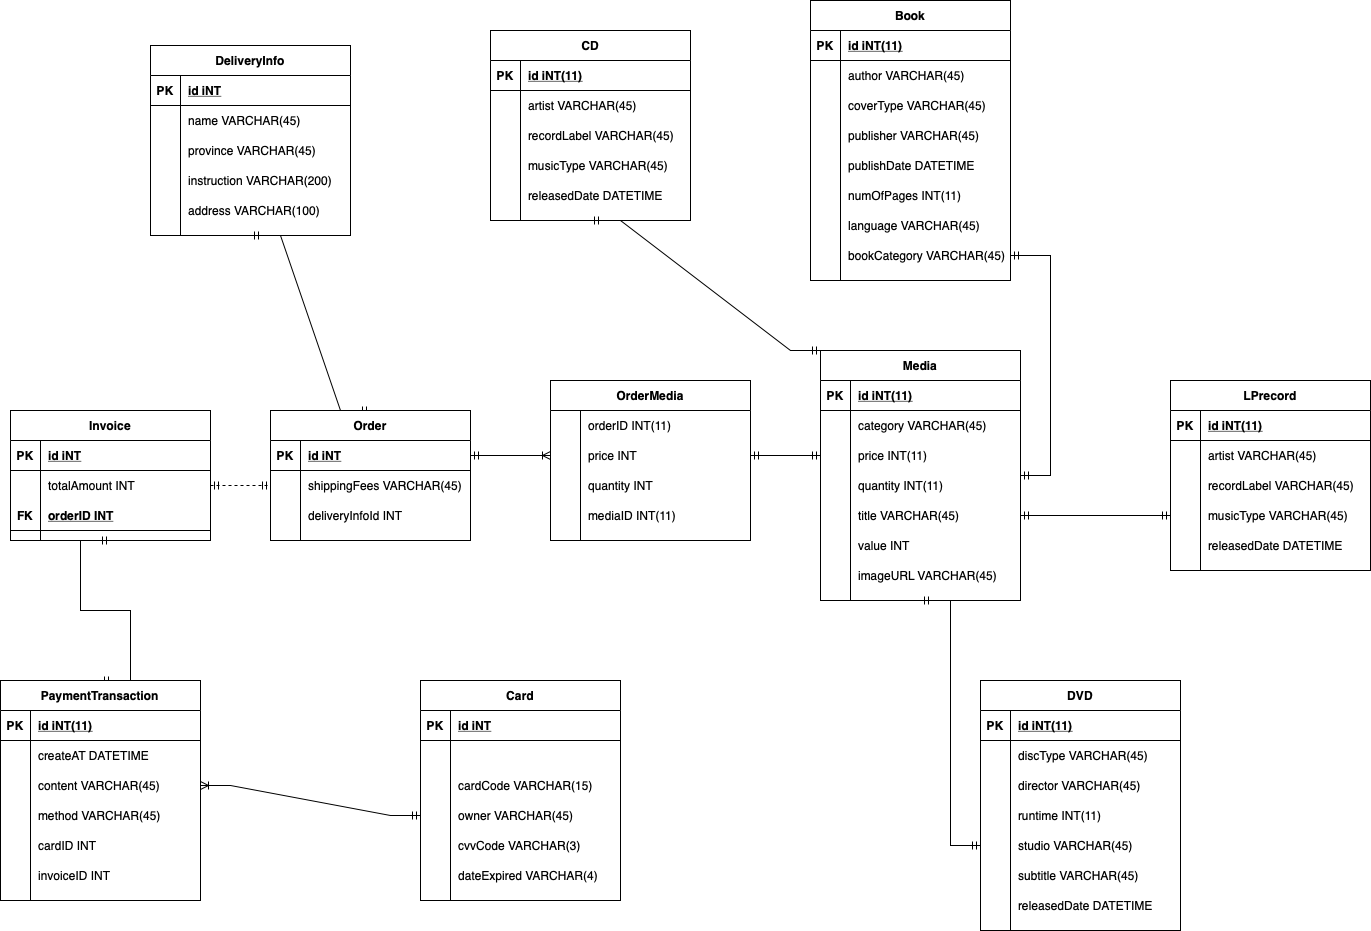 DeliveryInfo
PK id iNT
name VARCHAR(45)
province VARCHAR(45)
instruction VARCHAR(200)
address VARCHAR(100)
CD
PK id iNT(11)
artist VARCHAR(45)
recordLabel VARCHAR(45)
musicType VARCHAR(45)
releasedDate DATETIME
Book
PK id iNT(11)
author VARCHAR(45)
coverType VARCHAR(45)
publisher VARCHAR(45)
publishDate DATETIME
numOfPages INT(11)
language VARCHAR(45)
bookCategory VARCHAR(45)
Invoice
PK id iNT
totalAmount INT
FK orderID INT
Order
PK id iNT
shippingFees VARCHAR(45)
deliveryInfoId INT
OrderMedia
orderID INT(11)
price INT
quantity INT
mediaID INT(11)
Media
PK id iNT(11)
category VARCHAR(45)
price INT(11)
quantity INT(11)
title VARCHAR(45)
value INT
imageURL VARCHAR(45)
LPrecord
PK id iNT(11)
artist VARCHAR(45)
recordLabel VARCHAR(45)
musicType VARCHAR(45)
releasedDate DATETIME
PaymentTransaction
PK id iNT(11)
createAT DATETIME
content VARCHAR(45)
method VARCHAR(45)
cardID INT
invoiceID INT
Card
PK id iNT
cardCode VARCHAR(15)
owner VARCHAR(45)
cvvCode VARCHAR(3)
dateExpired VARCHAR(4)
DVD
PK id iNT(11)
discType VARCHAR(45)
director VARCHAR(45)
runtime INT(11)
studio VARCHAR(45)
subtitle VARCHAR(45)
releasedDate DATETIME